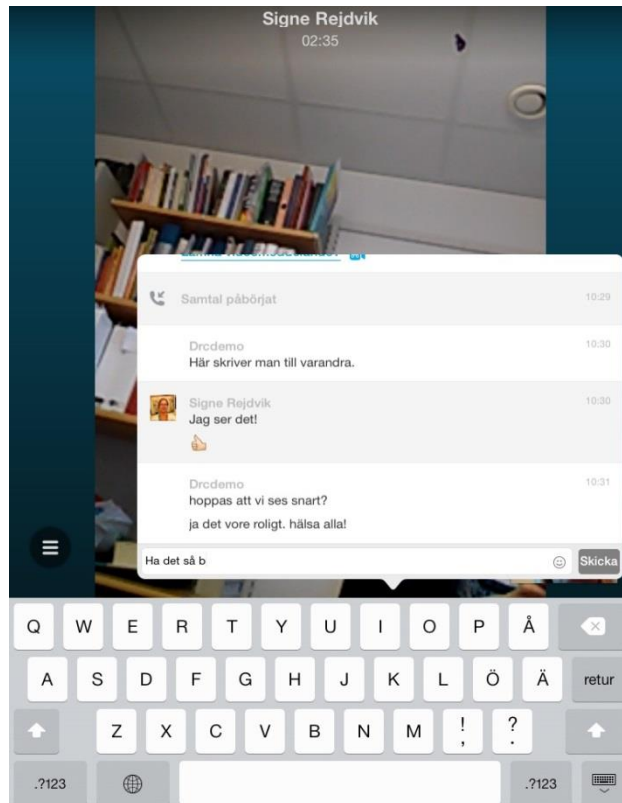 Signe Rejdvik
02:35
Samtal påbörjat 10:29
Drcdemo 10:30
Här skriver man till varandra.
Signe Rejdvik 10:30
Jag ser det!
Drcdemo 10:31
hoppas att vi ses snart?
ja det vore roligt. hälsa alla!
Ha det så b Skicka
Q W E R T Y U I O P Å
A S D F G H J K L Ö Ä retur
Z X C V B N M ! , ? .
.?123 .?123